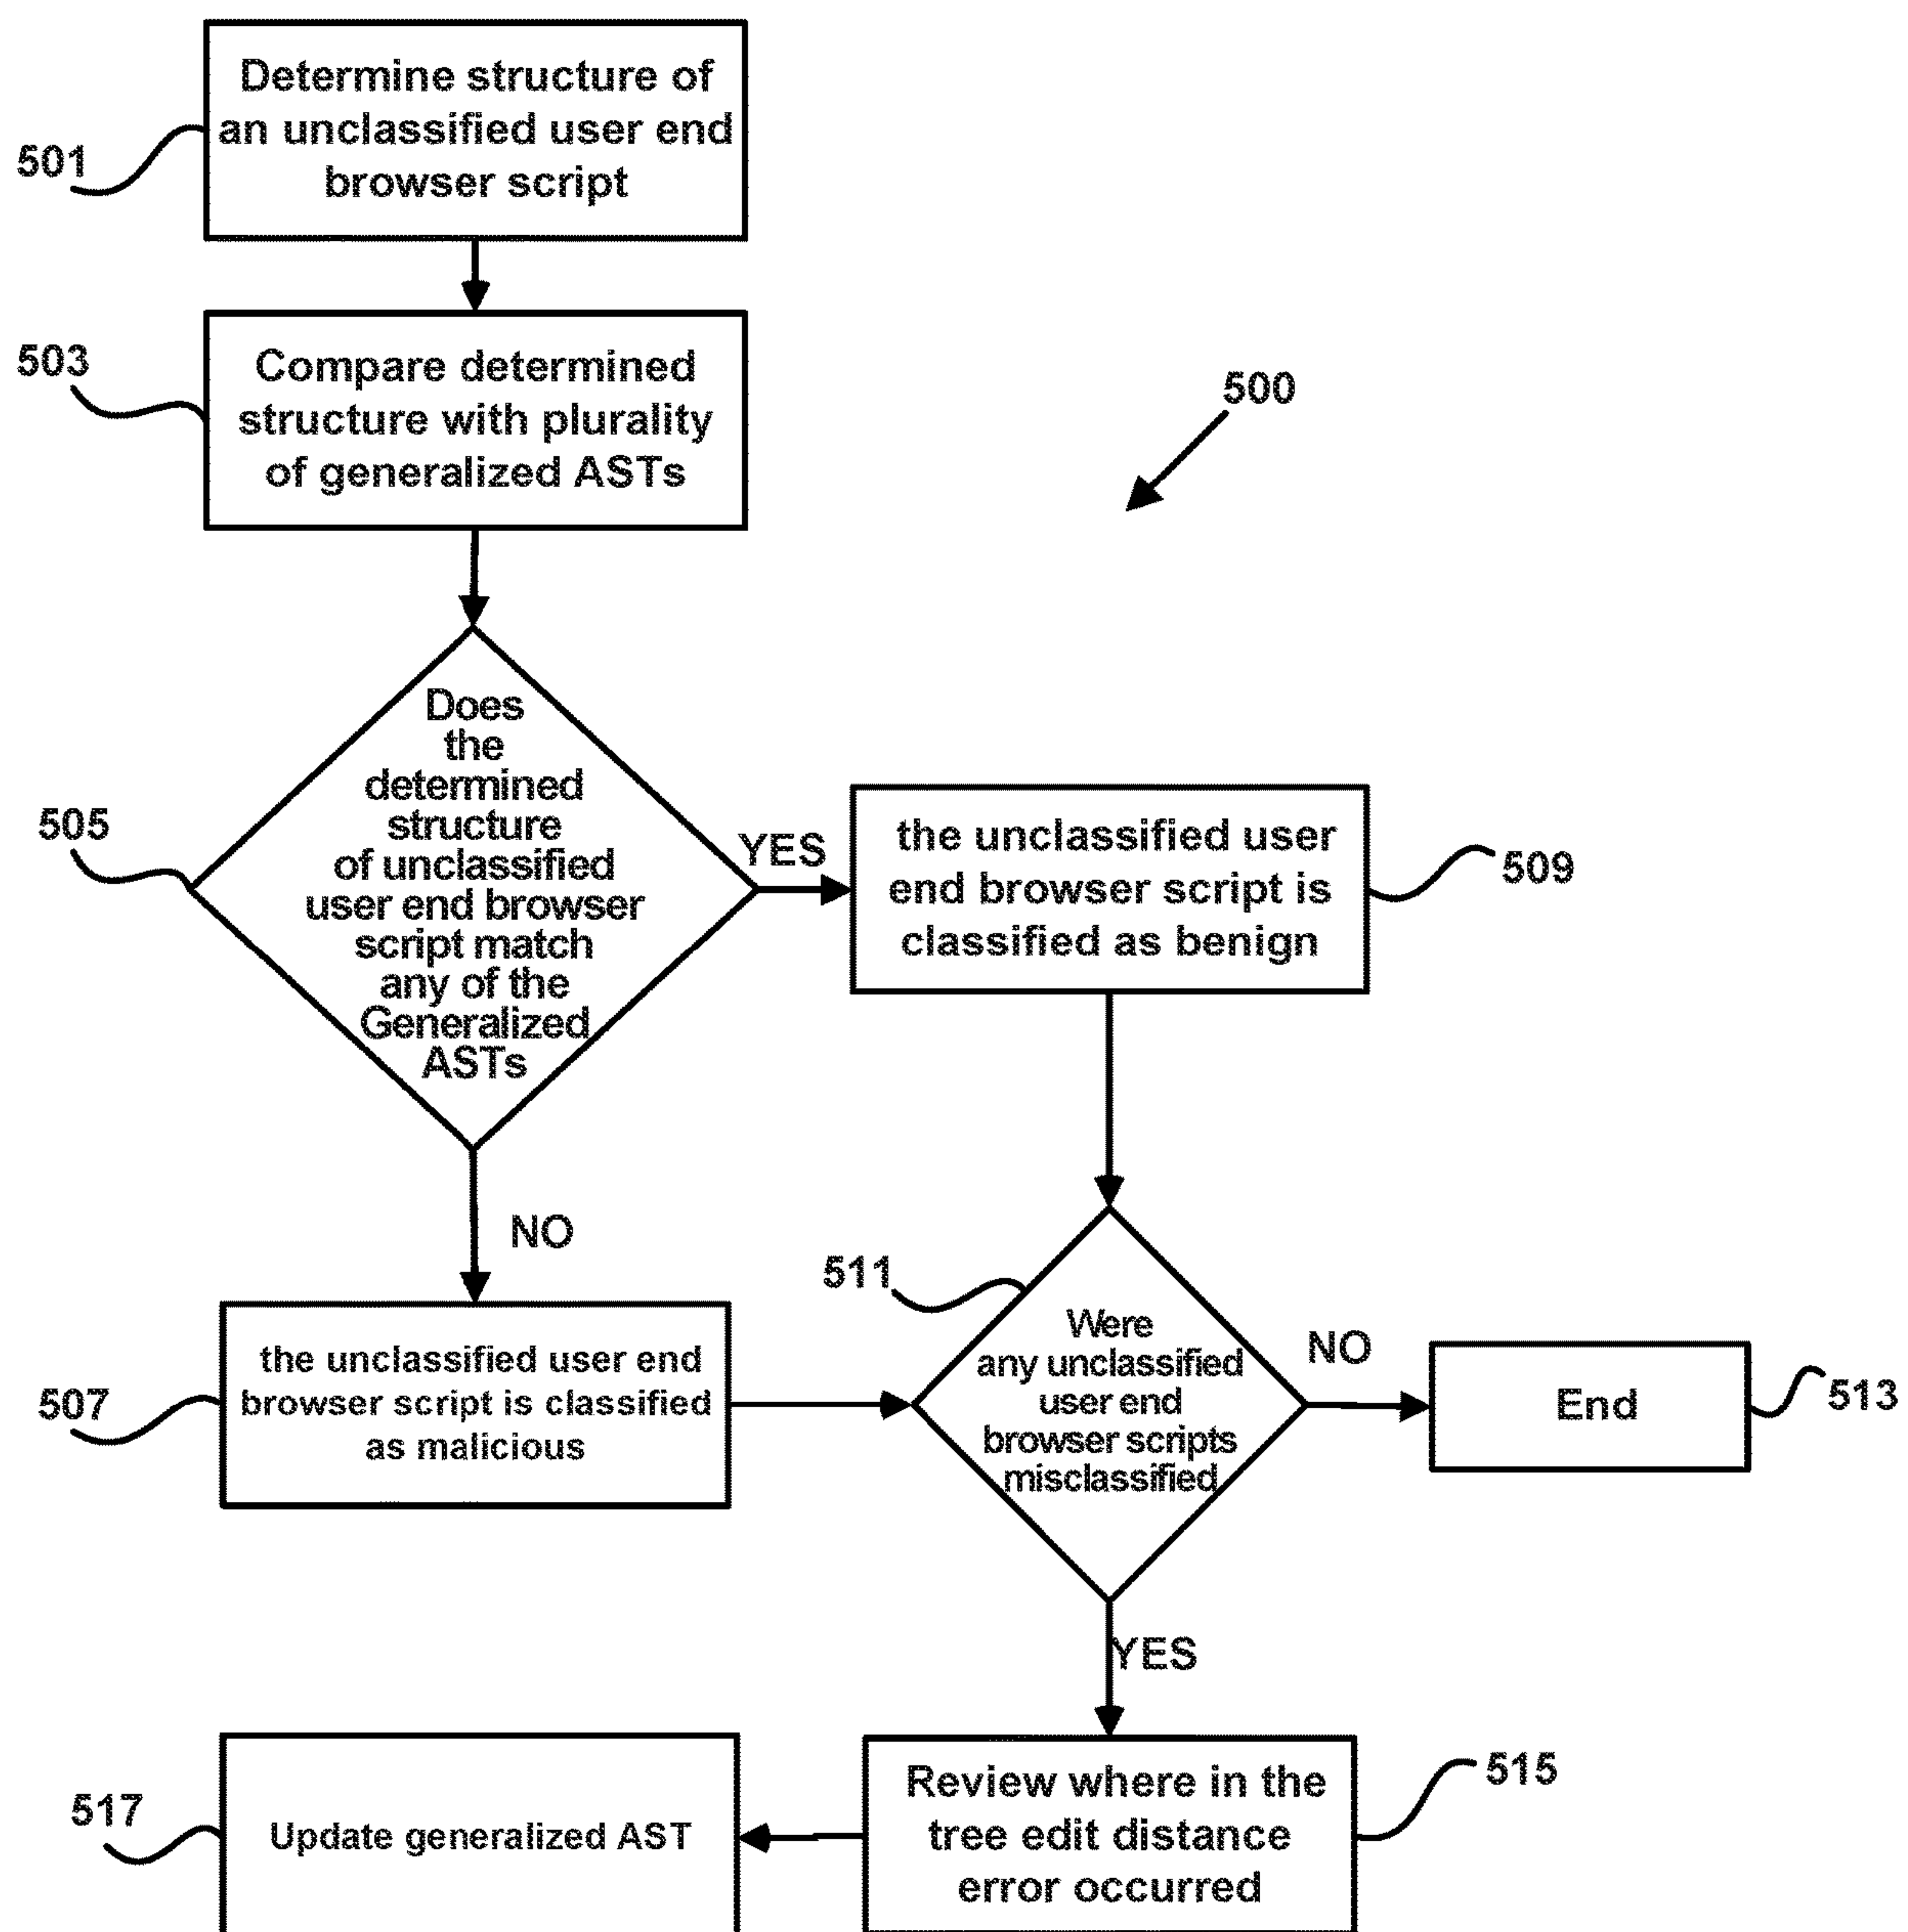 Determine structure of
an unclassified user end
browser script
501
Compare determined
structure with plurality
of generalized ASTs
503
500
Does
the
determined
structure
of unclassified
user end browser
script match
any of the
Generalized
ASTs
505
YES
the unclassified user
end browser script is
classified as benign
509
NO
the unclassified user end
browser script is classified
as malicious
507
511
Were
any unclassified
user end
browser scripts
misclassified
NO
End
513
YES
Review where in the
tree edit distance
error occurred
515
Update generalized AST
517